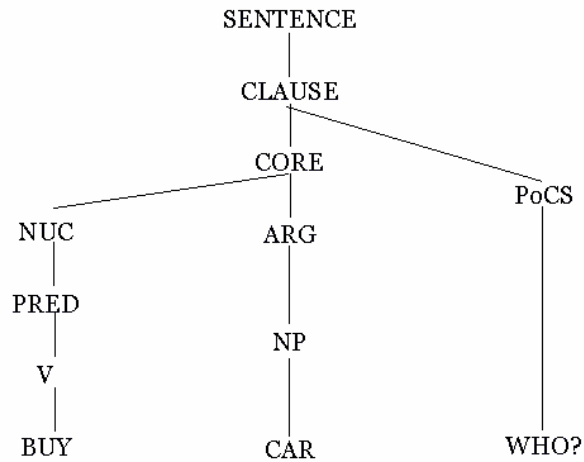 SENTENCE
CLAUSE
CORE
PoCS
NUC
ARG
PRED
NP
V
BUY
CAR
WHO?